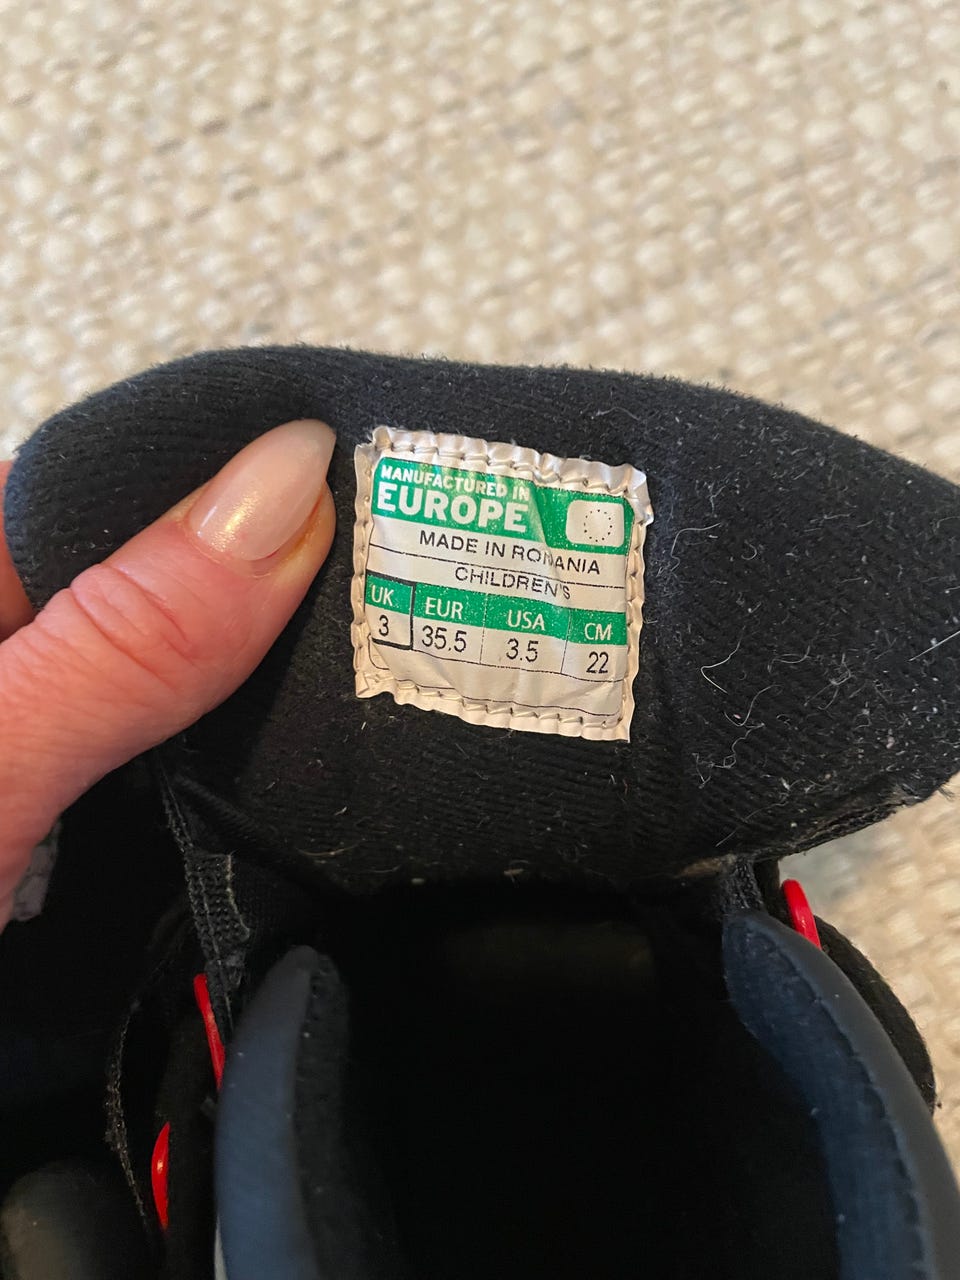 MANUFACTURED IN
EUROPE
MADE IN ROMANIA
CHILDREN'S
UK EUR USA CM
3 35.5 3.5 22